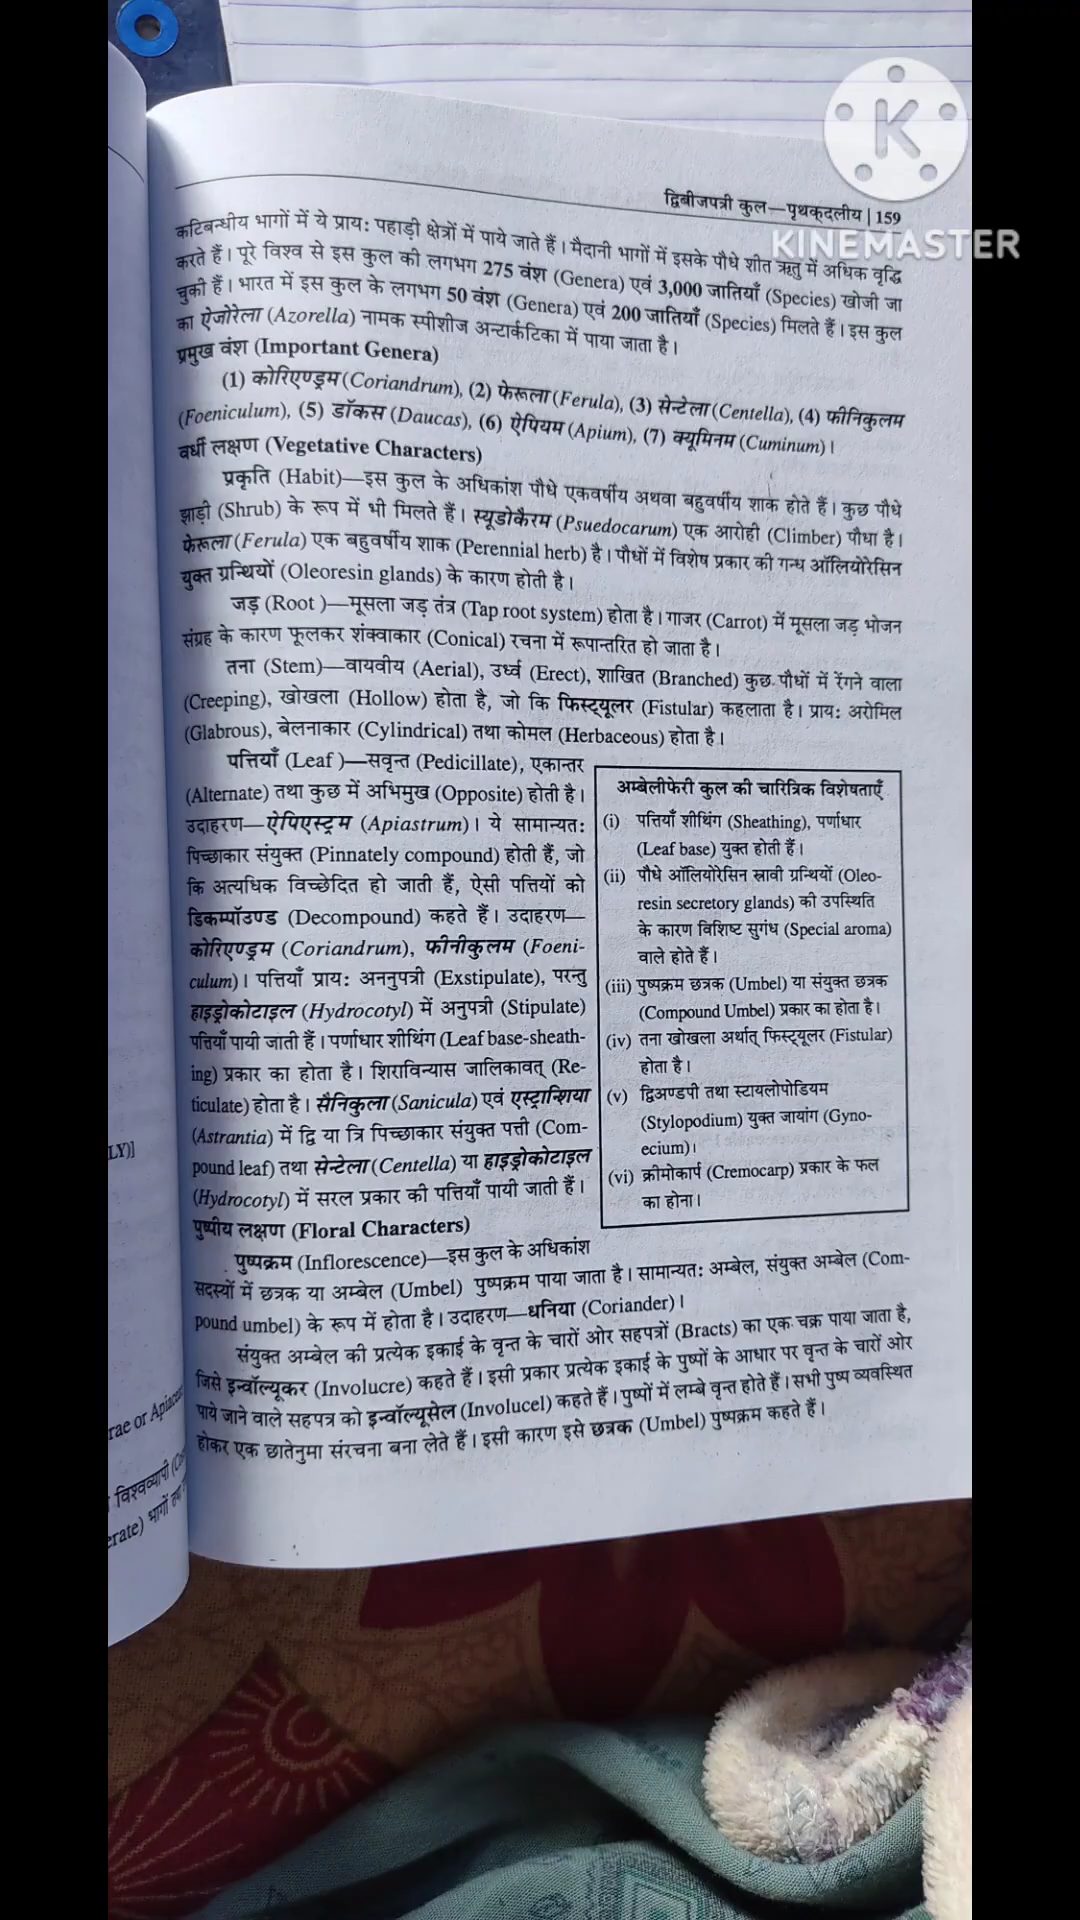 द्विबीजपत्री कुल—पृथक्‌दलीय | 159
K
KINEMASTER
कटिबन्धीय भागों में ये प्राय: पहाड़ी क्षेत्रों में पाये जाते हैं। मैदानी भागों में इसके पौधे शीत ऋतु में अधिक वृद्धि
करते हैं। पूरे विश्व से इस कुल की लगभग 275 वंश (Genera) एवं 3,000 जातियाँ (Species) खोजी जा
चुकी हैं। भारत में इस कुल के लगभग 50 वंश (Genera) एवं 200 जातियाँ (Species) मिलते हैं। इस कुल
का ऐजोरेला (Azorella) नामक स्पीशीज अन्टार्कटिका में पाया जाता है।
प्रमुख वंश (Important Genera)
(1) कोरिएण्ड्रम (Coriandrum), (2) फेरूला (Ferula), (3) सेन्टेला (Centella), (4) फीनिकुलम
(Foeniculum), (5) डॉकस (Daucas), (6) ऐपियम (Apium), (7) क्यूमिनम (Cuminum)।
वर्धी लक्षण (Vegetative Characters)
प्रकृति (Habit)—इस कुल के अधिकांश पौधे एकवर्षीय अथवा बहुवर्षीय शाक होते हैं। कुछ पौधे
झाड़ी (Shrub) के रूप में भी मिलते हैं। स्यूडोकैरम (Psuedocarum) एक आरोही (Climber) पौधा है।
फेरूला (Ferula) एक बहुवर्षीय शाक (Perennial herb) है। पौधों में विशेष प्रकार की गन्ध ऑलियोरेसिन
युक्त ग्रन्थियों (Oleoresin glands) के कारण होती है।
जड़ (Root )—मूसला जड़ तंत्र (Tap root system) होता है। गाजर (Carrot) में मूसला जड़ भोजन
संग्रह के कारण फूलकर शंक्वाकार (Conical) रचना में रूपान्तरित हो जाता है।
तना (Stem)—वायवीय (Aerial), उर्ध्व (Erect), शाखित (Branched) कुछ पौधों में रेंगने वाला
(Creeping), खोखला (Hollow) होता है, जो कि फिस्ट्यूलर (Fistular) कहलाता है। प्राय: अरोमिल
(Glabrous), बेलनाकार (Cylindrical) तथा कोमल (Herbaceous) होता है।
पत्तियाँ (Leaf )—सवृन्त (Pedicillate), एकान्तर
(Alternate) तथा कुछ में अभिमुख (Opposite) होती है।
उदाहरण—ऐपिएस्ट्रम (Apiastrum)। ये सामान्यत:
पिच्छाकार संयुक्त (Pinnately compound) होती हैं, जो
कि अत्यधिक विच्छेदित हो जाती हैं, ऐसी पत्तियों को
डिकम्पॉउण्ड (Decompound) कहते हैं। उदाहरण—
कोरिएण्ड्रम (Coriandrum), फीनीकुलम (Foeni-
culum)। पत्तियाँ प्राय: अननुपत्री (Exstipulate), परन्तु
हाइड्रोकोटाइल (Hydrocotyl) में अनुपत्री (Stipulate)
पत्तियाँ पायी जाती हैं। पर्णाधार शीथिंग (Leaf base-sheath-
ing) प्रकार का होता है। शिराविन्यास जालिकावत् (Re-
ticulate) होता है। सैनिकुला (Sanicula) एवं एस्ट्रान्शिया
(Astrantia) में द्वि या त्रि पिच्छाकार संयुक्त पत्ती (Com-
pound leaf) तथा सेन्टेला (Centella) या हाइड्रोकोटाइल
(Hydrocotyl) में सरल प्रकार की पत्तियाँ पायी जाती हैं।
अम्बेलीफेरी कुल की चारित्रिक विशेषताएँ
(i) पत्तियाँ शीथिंग (Sheathing), पर्णाधार
(Leaf base) युक्त होती हैं।
(ii) पौधे ऑलियोरेसिन स्रावी ग्रन्थियों (Oleo-
resin secretory glands) की उपस्थिति
के कारण विशिष्ट सुगंध (Special aroma)
वाले होते हैं।
(iii) पुष्पक्रम छत्रक (Umbel) या संयुक्त छत्रक
(Compound Umbel) प्रकार का होता है।
(iv) तना खोखला अर्थात् फिस्ट्यूलर (Fistular)
होता है।
(v) द्विअण्डपी तथा स्टायलोपोडियम
(Stylopodium) युक्त जायांग (Gyno-
ecium)।
(vi) क्रीमोकार्प (Cremocarp) प्रकार के फल
का होना।
पुष्पीय लक्षण (Floral Characters)
पुष्पक्रम (Inflorescence)—इस कुल के अधिकांश
सदस्यों में छत्रक या अम्बेल (Umbel) पुष्पक्रम पाया जाता है। सामान्यत: अम्बेल, संयुक्त अम्बेल (Com-
pound umbel) के रूप में होता है। उदाहरण—धनिया (Coriander)।
संयुक्त अम्बेल की प्रत्येक इकाई के वृन्त के चारों ओर सहपत्रों (Bracts) का एक चक्र पाया जाता है,
जिसे इन्वॉल्यूकर (Involucre) कहते हैं। इसी प्रकार प्रत्येक इकाई के पुष्पों के आधार पर वृन्त के चारों ओर
पाये जाने वाले सहपत्र को इन्वॉल्यूसेल (Involucel) कहते हैं। पुष्पों में लम्बे वृन्त होते हैं। सभी पुष्प व्यवस्थित
होकर एक छातेनुमा संरचना बना लेते हैं। इसी कारण इसे छत्रक (Umbel) पुष्पक्रम कहते हैं।
LY)]
rae or Apiaceae
विश्वव्यापी
erate) भागों